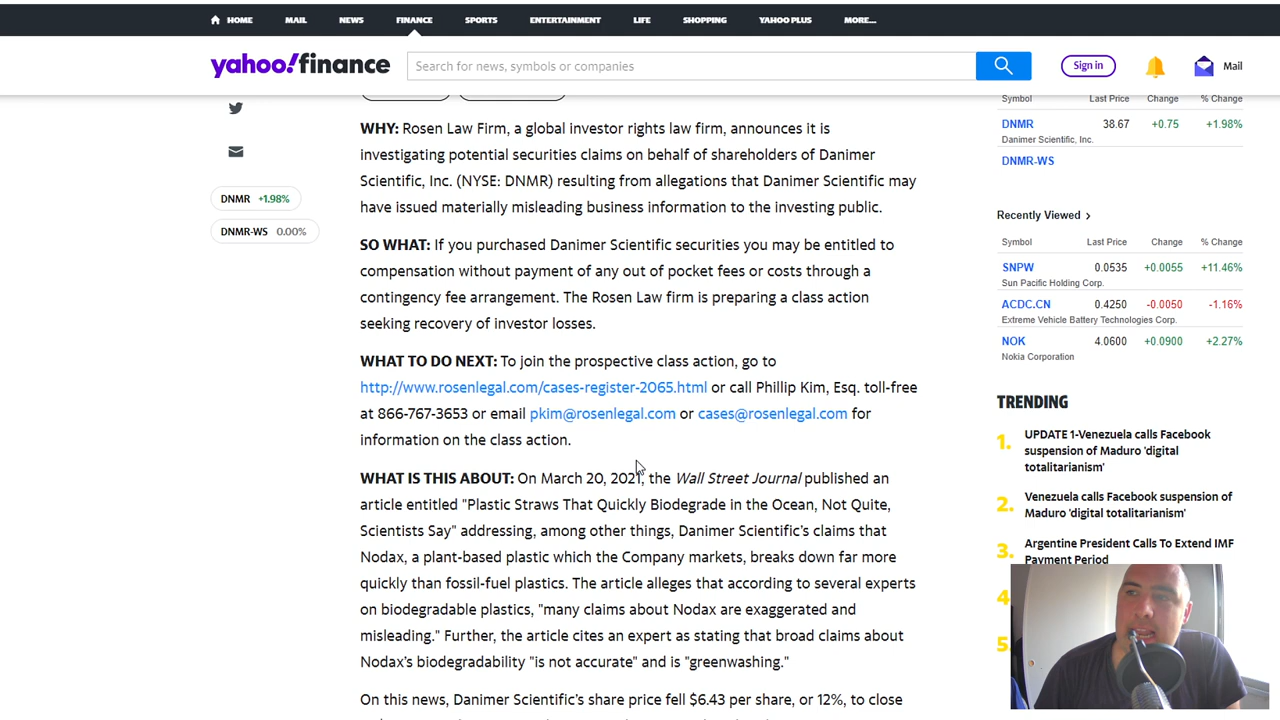 HOME MAIL NEWS FINANCE SPORTS ENTERTAINMENT LIFE SHOPPING YAHOO PLUS MORE...
yahoo!finance
Search for news, symbols or companies
Sign in
Mail
DNMR +1.98%
DNMR-WS 0.00%
WHY: Rosen Law Firm, a global investor rights law firm, announces it is
investigating potential securities claims on behalf of shareholders of Danimer
Scientific, Inc. (NYSE: DNMR) resulting from allegations that Danimer Scientific may
have issued materially misleading business information to the investing public.
SO WHAT: If you purchased Danimer Scientific securities you may be entitled to
compensation without payment of any out of pocket fees or costs through a
contingency fee arrangement. The Rosen Law firm is preparing a class action
seeking recovery of investor losses.
WHAT TO DO NEXT: To join the prospective class action, go to
http://www.rosenlegal.com/cases-register-2065.html or call Phillip Kim, Esq. toll-free
at 866-767-3653 or email pkim@rosenlegal.com or cases@rosenlegal.com for
information on the class action.
WHAT IS THIS ABOUT: On March 20, 2021, the Wall Street Journal published an
article entitled "Plastic Straws That Quickly Biodegrade in the Ocean, Not Quite,
Scientists Say" addressing, among other things, Danimer Scientific's claims that
Nodax, a plant-based plastic which the Company markets, breaks down far more
quickly than fossil-fuel plastics. The article alleges that according to several experts
on biodegradable plastics, "many claims about Nodax are exaggerated and
misleading." Further, the article cites an expert as stating that broad claims about
Nodax's biodegradability "is not accurate" and is "greenwashing."
On this news, Danimer Scientific's share price fell $6.43 per share, or 12%, to close
Symbol Last Price Change % Change
DNMR 38.67 +0.75 +1.98%
Danimer Scientific, Inc.
DNMR-WS
Recently Viewed
Symbol Last Price Change % Change
SNPW 0.0535 +0.0055 +11.46%
Sun Pacific Holding Corp.
ACDC.CN 0.4250 -0.0050 -1.16%
Extreme Vehicle Battery Technologies Corp.
NOK 4.0600 +0.0900 +2.27%
Nokia Corporation
TRENDING
1. UPDATE 1-Venezuela calls Facebook
suspension of Maduro 'digital
totalitarianism'
2. Venezuela calls Facebook suspension of
Maduro 'digital totalitarianism'
3. Argentine President Calls To Extend IMF
Payment Period
4
5